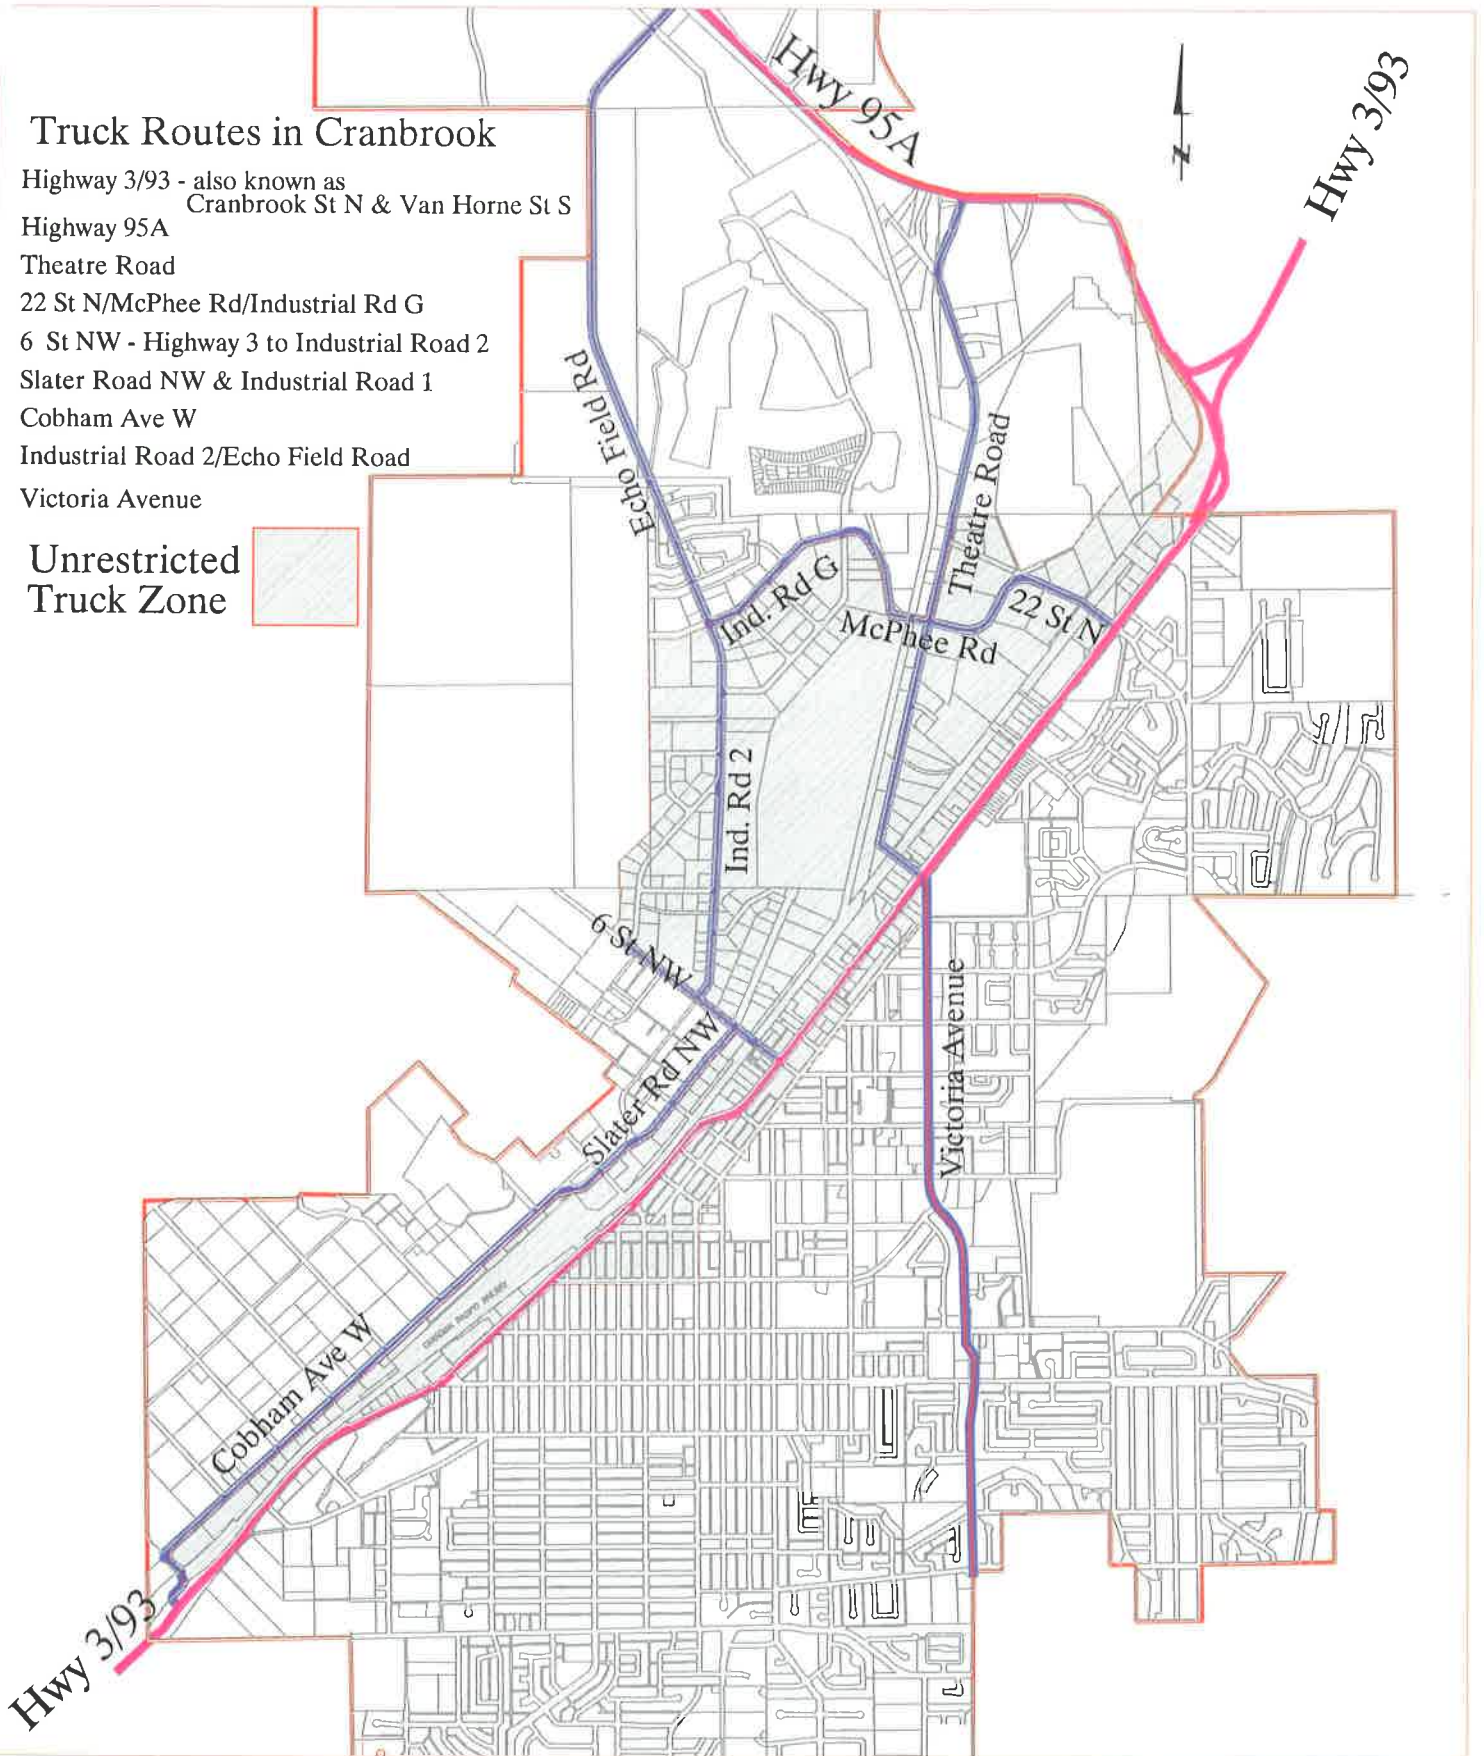 Truck Routes in Cranbrook
Highway 3/93 - also known as
Cranbrook St N & Van Horne St S
Highway 95A
Theatre Road
22 St N/McPhee Rd/Industrial Rd G
6 St NW - Highway 3 to Industrial Road 2
Slater Road NW & Industrial Road 1
Cobham Ave W
Industrial Road 2/Echo Field Road
Victoria Avenue
Unrestricted
Truck Zone
Hwy 95A
N
Hwy 3/93
Echo Field Rd
Theatre Road
Ind. Rd G
McPhee Rd
22 St N
Ind. Rd 2
6 St NW
Slater Rd NW
Victoria Avenue
Cobham Ave W
Hwy 3/93